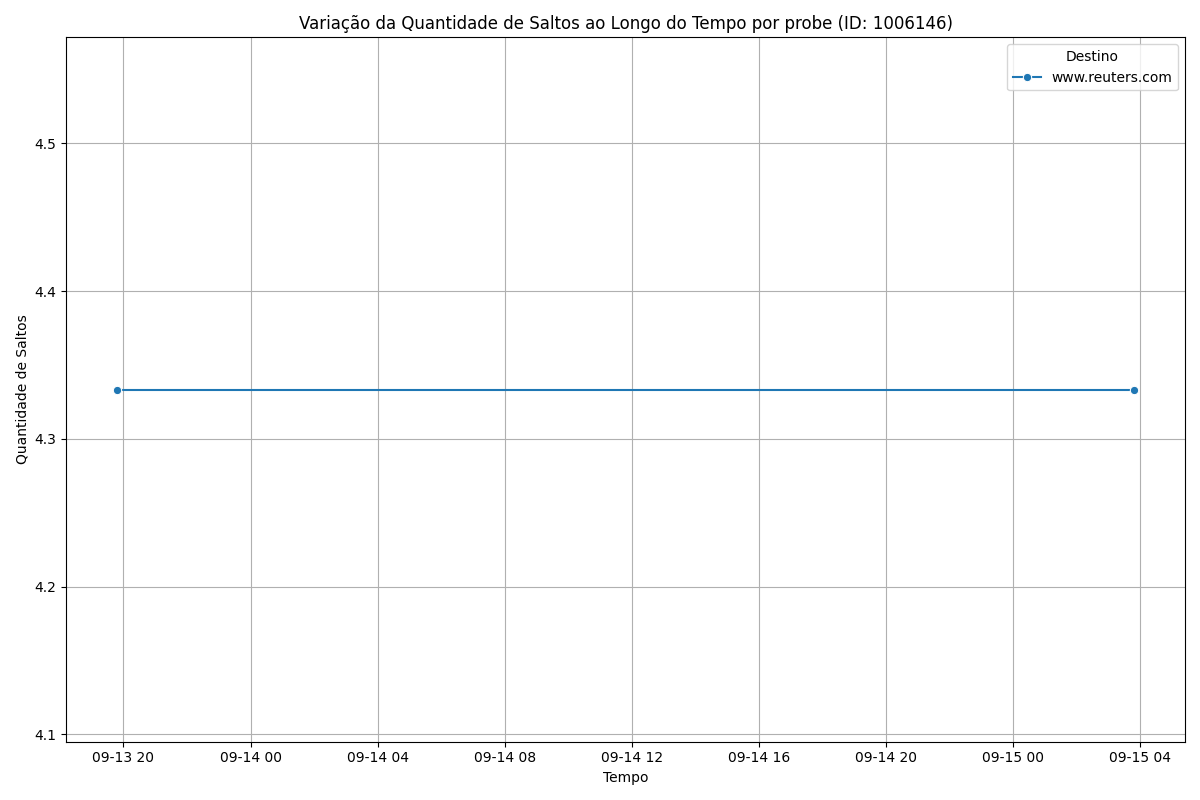 Variação da Quantidade de Saltos ao Longo do Tempo por probe (ID: 1006146)
Destino
www.reuters.com
Quantidade de Saltos
4.5
4.4
4.3
4.2
4.1
09-13 20 09-14 00 09-14 04 09-14 08 09-14 12 09-14 16 09-14 20 09-15 00 09-15 04
Tempo